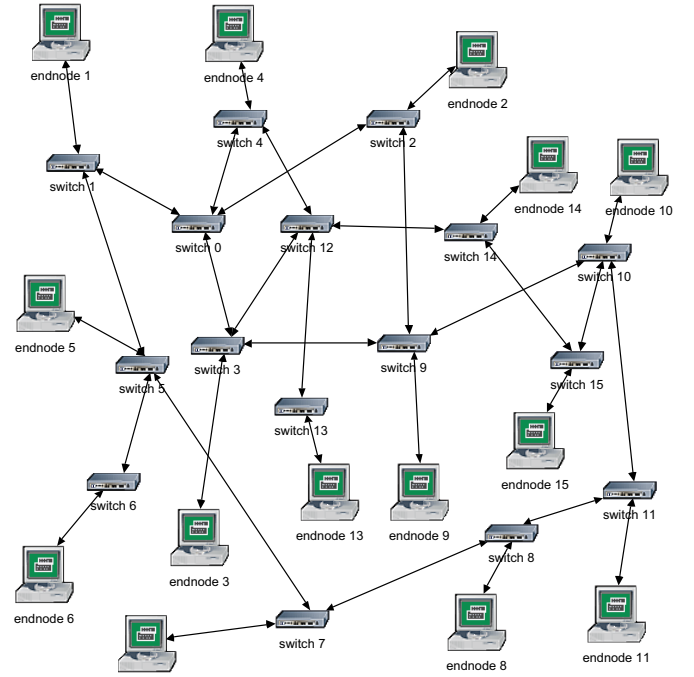 endnode 1
endnode 4
endnode 2
switch 4
switch 2
switch 1
endnode 14
endnode 10
switch 0
switch 12
switch 14
switch 10
endnode 5
switch 3
switch 9
switch 5
switch 15
switch 13
endnode 15
switch 6
switch 11
endnode 13
endnode 9
switch 8
endnode 3
endnode 6
switch 7
endnode 8
endnode 11